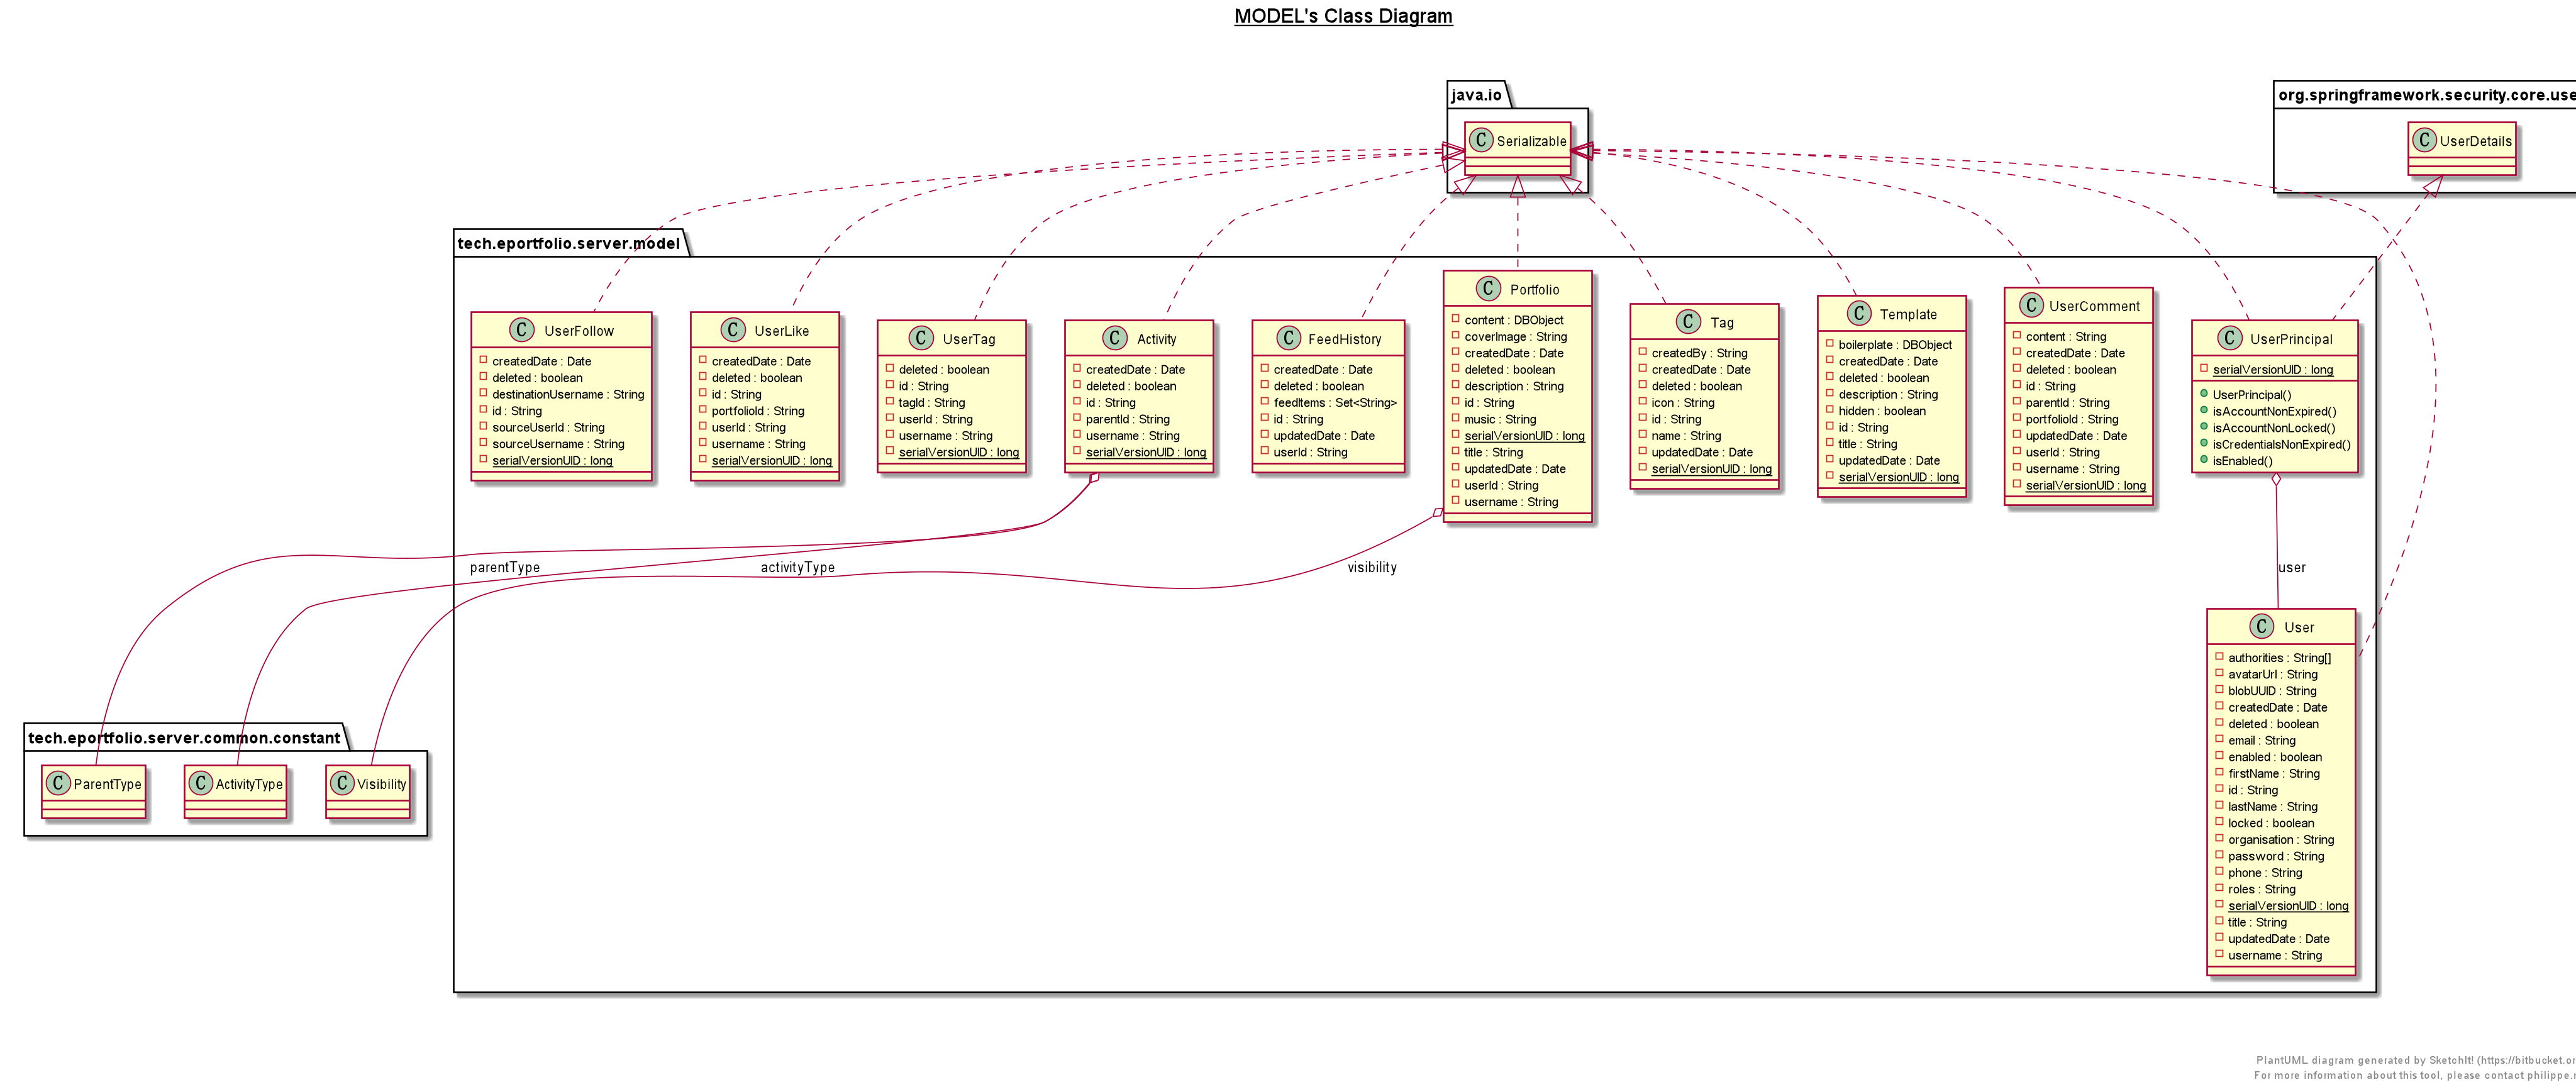 MODEL's Class Diagram
java.io
C Serializable
org.springframework.security.core.use
C UserDetails
tech.eportfolio.server.model
C UserFollow
createdDate : Date
deleted : boolean
destinationUsername : String
id : String
sourceUserId : String
sourceUsername : String
serialVersionUID : long
C UserLike
createdDate : Date
deleted : boolean
id : String
portfolioId : String
userId : String
username : String
serialVersionUID : long
C UserTag
deleted : boolean
id : String
tagId : String
userId : String
username : String
serialVersionUID : long
C Activity
createdDate : Date
deleted : boolean
id : String
parentId : String
username : String
serialVersionUID : long
C FeedHistory
createdDate : Date
deleted : boolean
feedItems : Set<String>
id : String
updatedDate : Date
userId : String
C Portfolio
content : DBObject
coverImage : String
createdDate : Date
deleted : boolean
description : String
id : String
music : String
serialVersionUID : long
title : String
updatedDate : Date
userId : String
username : String
C Tag
createdBy : String
createdDate : Date
deleted : boolean
icon : String
id : String
name : String
updatedDate : Date
serialVersionUID : long
C Template
boilerplate : DBObject
createdDate : Date
deleted : boolean
description : String
hidden : boolean
id : String
title : String
updatedDate : Date
serialVersionUID : long
C UserComment
content : String
createdDate : Date
deleted : boolean
id : String
parentId : String
portfolioId : String
updatedDate : Date
userId : String
username : String
serialVersionUID : long
C UserPrincipal
serialVersionUID : long
UserPrincipal()
isAccountNonExpired()
isAccountNonLocked()
isCredentialsNonExpired()
isEnabled()
parentType
activityType
visibility
user
C User
authorities : String[]
avatarUrl : String
blobUUID : String
createdDate : Date
deleted : boolean
email : String
enabled : boolean
firstName : String
id : String
lastName : String
locked : boolean
organisation : String
password : String
phone : String
roles : String
serialVersionUID : long
title : String
updatedDate : Date
username : String
tech.eportfolio.server.common.constant
C ParentType
C ActivityType
C Visibility
PlantUML diagram generated by SketchIt! (https://bitbucket.or
For more information about this tool, please contact philippe.